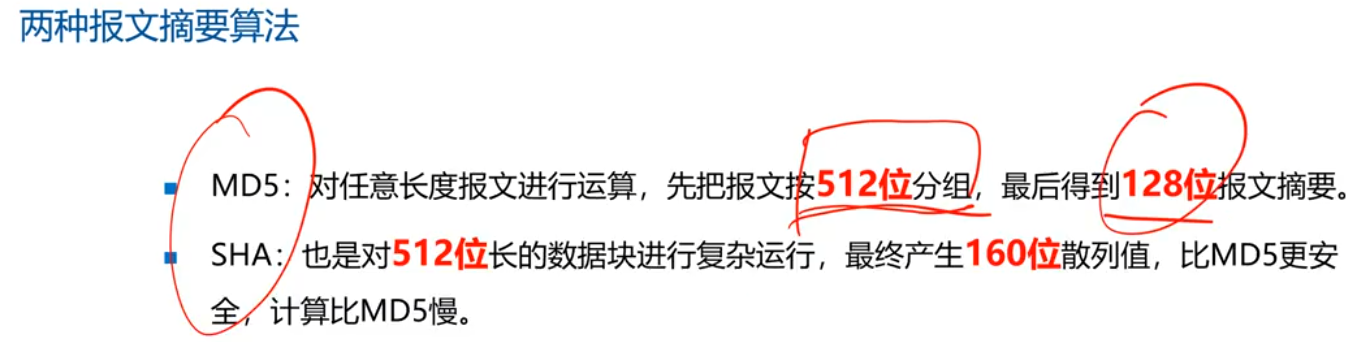 两种报文摘要算法
MD5：对任意长度报文进行运算，先把报文按512位分组，最后得到128位报文摘要。
SHA：也是对512位长的数据块进行复杂运行，最终产生160位散列值，比MD5更安
全，计算比MD5慢。